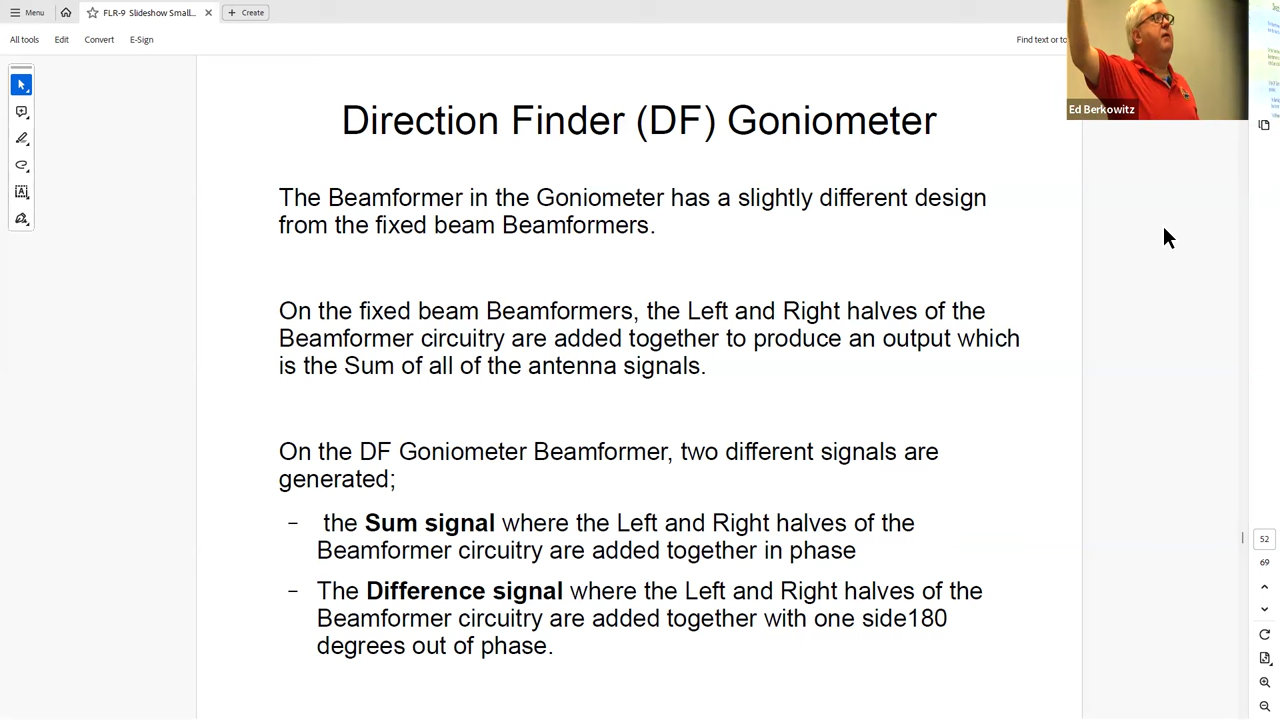 Menu
FLR-9 Slideshow Small...
Create
All tools
Edit
Convert
E-Sign
Find text or to
Ed Berkowitz
Direction Finder (DF) Goniometer
The Beamformer in the Goniometer has a slightly different design
from the fixed beam Beamformers.
On the fixed beam Beamformers, the Left and Right halves of the
Beamformer circuitry are added together to produce an output which
is the Sum of all of the antenna signals.
On the DF Goniometer Beamformer, two different signals are
generated;
– the Sum signal where the Left and Right halves of the
Beamformer circuitry are added together in phase
– The Difference signal where the Left and Right halves of the
Beamformer circuitry are added together with one side180
degrees out of phase.
52
69